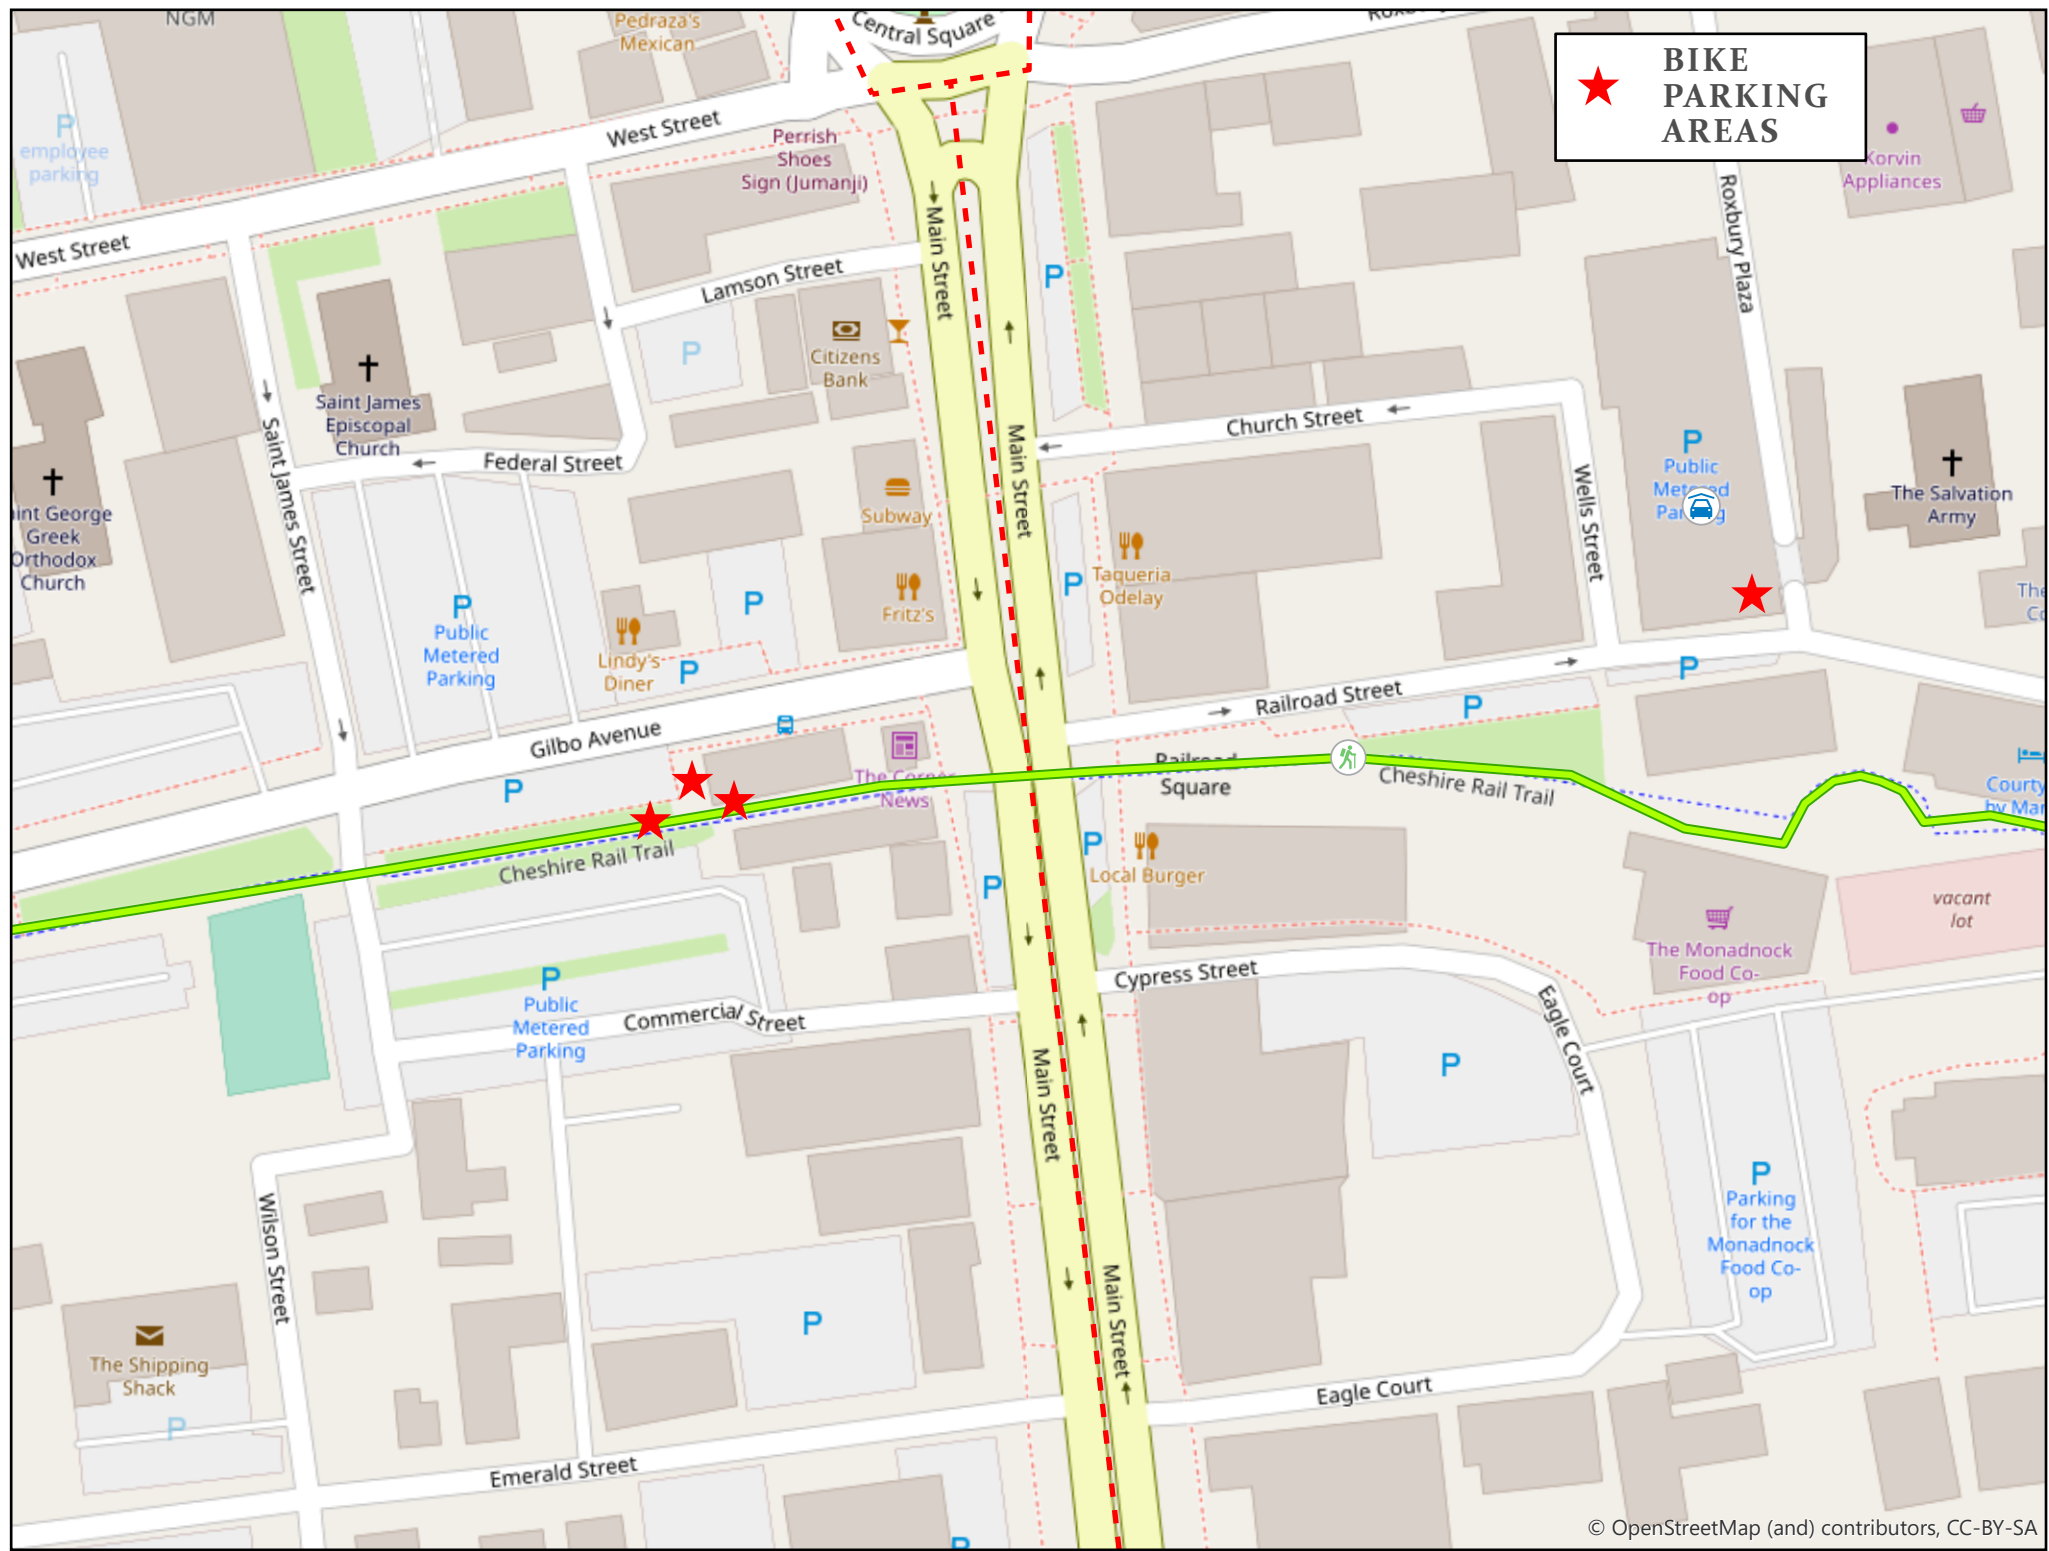 NGM
Pedraza's
Mexican
Central Square
BIKE
PARKING
AREAS
P
employee
parking
West Street
Perrish
Shoes
Sign (Jumanji)
Korvin
Appliances
West Street
Main Street
Roxbury Plaza
Lamson Street
P
P
Citizens
Bank
Saint James
Episcopal
Church
Church Street
Saint James Street
Federal Street
Main Street
Wells Street
P
Public
Metered
The Salvation
Army
Greek
Orthodox
Church
Subway
Taqueria
Odelay
P
P
P
Public
Metered
Parking
Fritz's
Lindy's
Diner
P
P
Railroad Street
P
Gilbo Avenue
The Corner
News
P
Railroad
Square
Cheshire Rail Trail
Cheshire Rail Trail
P
P
Local Burger
vacant
lot
The Monadnock
Food Co-
op
P
Public
Metered
Parking
Commercial Street
Cypress Street
Eagle Court
P
Main Street
P
Parking
for the
Monadnock
Food Co-
op
Wilson Street
Main Street
P
The Shipping
Shack
P
Eagle Court
Emerald Street
P
© OpenStreetMap (and) contributors, CC-BY-SA